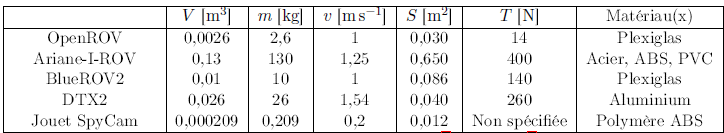 V [m³] m [kg] v [m s⁻¹] S [m²] T [N] Matériau(x)
OpenROV 0,0026 2,6 1 0,030 14 Plexiglas
Ariane-I-ROV 0,13 130 1,25 0,650 400 Acier, ABS, PVC
BlueROV2 0,01 10 1 0,086 140 Plexiglas
DTX2 0,026 26 1,54 0,040 260 Aluminium
Jouet SpyCam 0,000209 0,209 0,2 0,012 Non spécifiée Polymère ABS